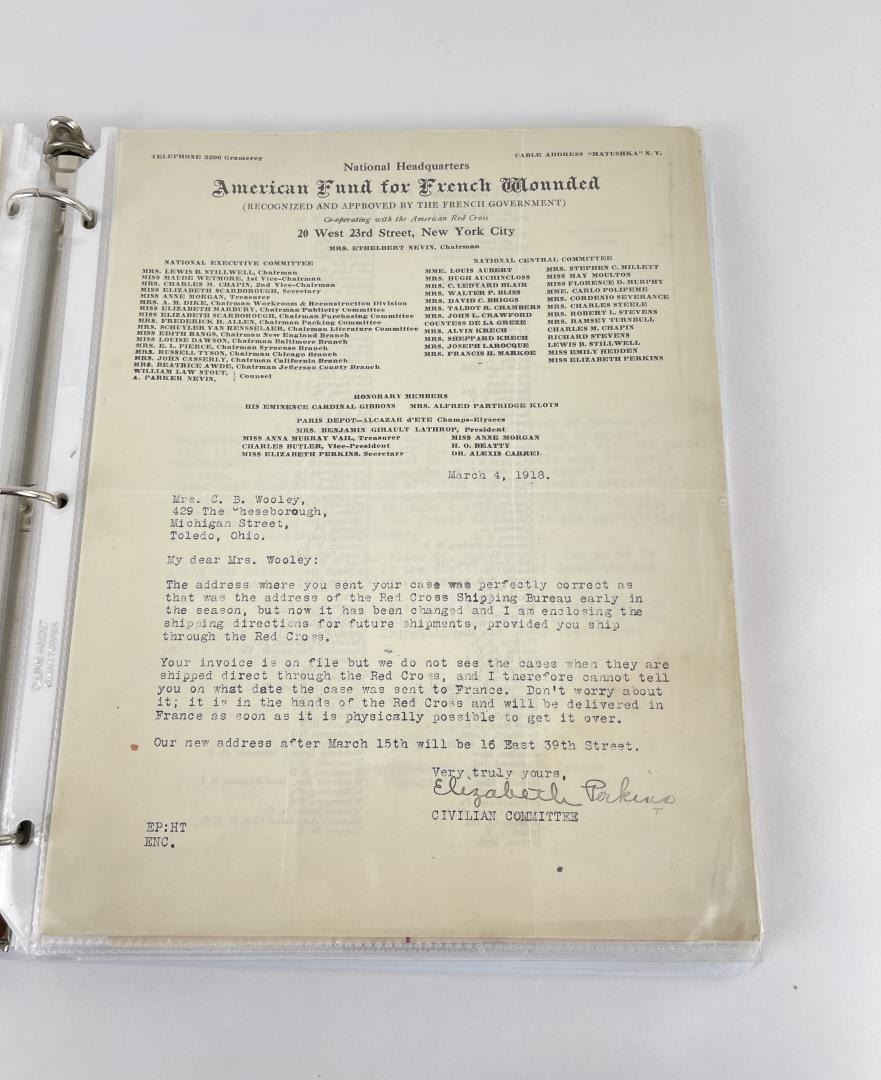 TELEPHONE 3200 Gramercy
CABLE ADDRESS "MATUSHKA" N. Y.
National Headquarters
American Fund for French Wounded
(RECOGNIZED AND APPROVED BY THE FRENCH GOVERNMENT)
Co-operating with the American Red Cross
20 West 23rd Street, New York City
MRS. ETHELBERT NEVIN, Chairman
NATIONAL EXECUTIVE COMMITTEE
MRS. LEWIS B. STILLWELL, Chairman
MISS MAUDE WETMORE, 1st Vice-Chairman
MRS. CHARLES M. CHAPIN, 2nd Vice-Chairman
MISS ELIZABETH SCARBOROUGH, Secretary
MISS ANNE MORGAN, Treasurer
MRS. A. M. DIKE, Chairman Workroom & Reconstruction Division
MISS ELIZABETH MARBURY, Chairman Publicity Committee
MISS ELIZABETH SCARBOROUGH, Chairman Purchasing Committee
MRS. FREDERICK H. ALLEN, Chairman Packing Committee
MRS. SCHUYLER VAN RENSSELAER, Chairman Literature Committee
MISS EDITH BANGS, Chairman New England Branch
MISS LOUISE DAWSON, Chairman Baltimore Branch
MRS. E. L. PIERCE, Chairman Syracuse Branch
MRS. RUSSELL TYSON, Chairman Chicago Branch
MRS. JOHN CASSERLY, Chairman California Branch
MRS. BEATRICE AWDE, Chairman Jefferson County Branch
WILLIAM LAW STOUT, } Counsel
A. PARKER NEVIN,
NATIONAL CENTRAL COMMITTEE
MME. LOUIS AUBERT
MRS. HUGH AUCHINCLOSS
MRS. C. LEDYARD BLAIR
MRS. WALTER P. BLISS
MRS. DAVID C. BRIGGS
MRS. TALBOT R. CHAMBERS
MRS. JOHN L. CRAWFORD
COUNTESS DE LA GREZE
MRS. ALVIN KRECH
MRS. SHEPPARD KRECH
MRS. JOSEPH LAROCQUE
MRS. FRANCIS H. MARKOE
MRS. STEPHEN C. MILLETT
MISS MAY MOULTON
MISS FLORENCE D. MURPHY
MME. CARLO POLIFEME
MRS. CORDENIO SEVERANCE
MRS. CHARLES STEELE
MRS. ROBERT L. STEVENS
MRS. RAMSEY TURNBULL
CHARLES M. CHAPIN
RICHARD STEVENS
LEWIS B. STILLWELL
MISS EMILY HEDDEN
MISS ELIZABETH PERKINS
HONORARY MEMBERS
HIS EMINENCE CARDINAL GIBBONS MRS. ALFRED PARTRIDGE KLOTS
PARIS DEPOT—ALCAZAR d'ETE Champs-Elysees
MRS. BENJAMIN GIRAULT LATHROP, President
MISS ANNA MURRAY VAIL, Treasurer
CHARLES BUTLER, Vice-President
MISS ELIZABETH PERKINS, Secretary
MISS ANNE MORGAN
H. O. BEATTY
DR. ALEXIS CARREL
March 4, 1918.
Mrs. C. B. Wooley,
429 The Cheseborough,
Michigan Street,
Toledo, Ohio.
My dear Mrs. Wooley:
The address where you sent your case was perfectly correct as
that was the address of the Red Cross Shipping Bureau early in
the season, but now it has been changed and I am enclosing the
shipping directions for future shipments, provided you ship
through the Red Cross.
Your invoice is on file but we do not see the cases when they are
shipped direct through the Red Cross, and I therefore cannot tell
you on what date the case was sent to France. Don't worry about
it; it is in the hands of the Red Cross and will be delivered in
France as soon as it is physically possible to get it over.
Our new address after March 15th will be 16 East 39th Street.
Very truly yours,
Elizabeth Perkins
T
CIVILIAN COMMITTEE
EP:HT
ENC.